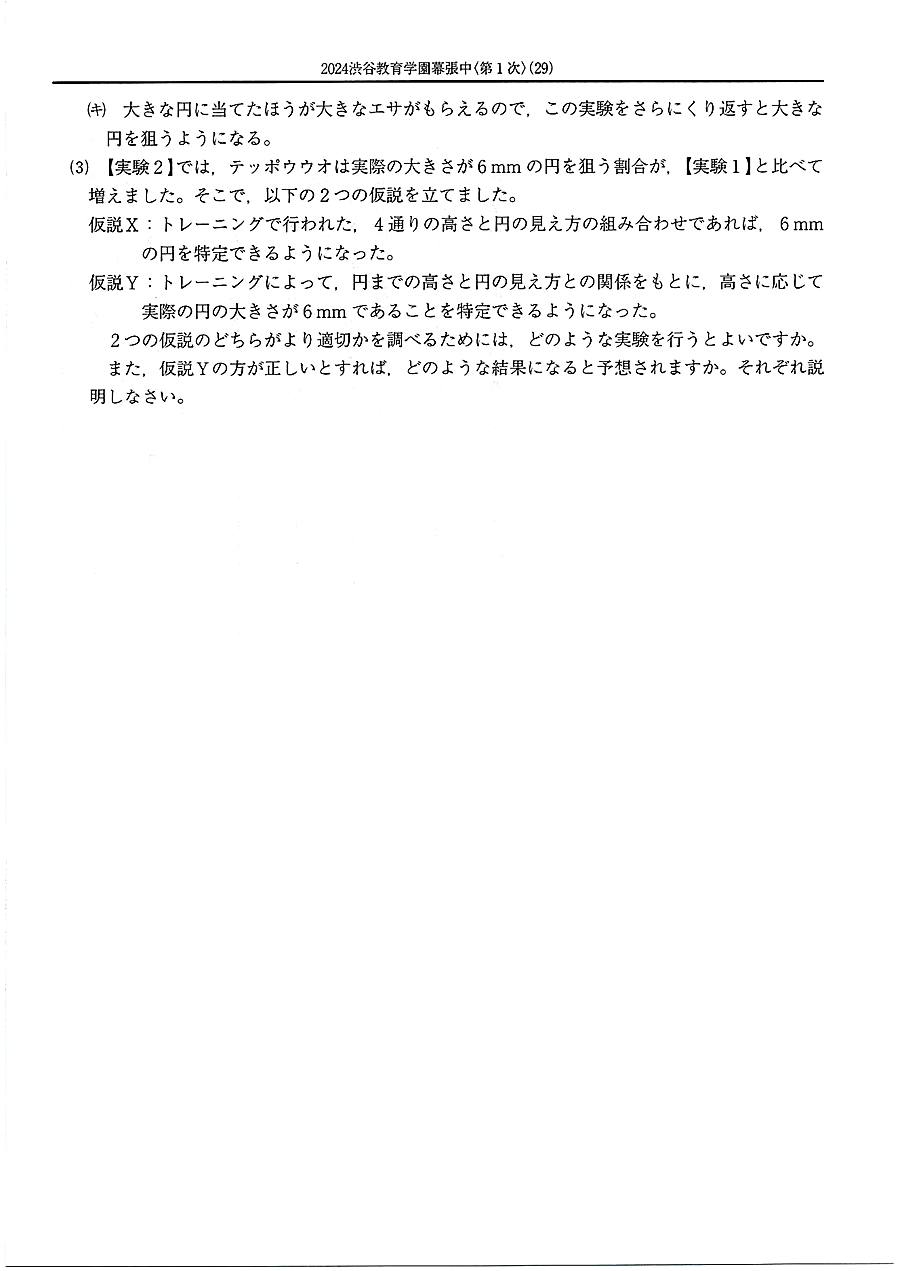 2024渋谷教育学園幕張中〈第1次〉(29)
(キ) 大きな円に当てたほうが大きなエサがもらえるので，この実験をさらにくり返すと大きな
円を狙うようになる。
(3) 【実験2】では，テッポウウオは実際の大きさが6mmの円を狙う割合が，【実験1】と比べて
増えました。そこで，以下の2つの仮説を立てました。
仮説X：トレーニングで行われた，4通りの高さと円の見え方の組み合わせであれば，6mm
の円を特定できるようになった。
仮説Y：トレーニングによって，円までの高さと円の見え方との関係をもとに，高さに応じて
実際の円の大きさが6mmであることを特定できるようになった。
2つの仮説のどちらがより適切かを調べるためには，どのような実験を行うとよいですか。
また，仮説Yの方が正しいとすれば，どのような結果になると予想されますか。それぞれ説
明しなさい。